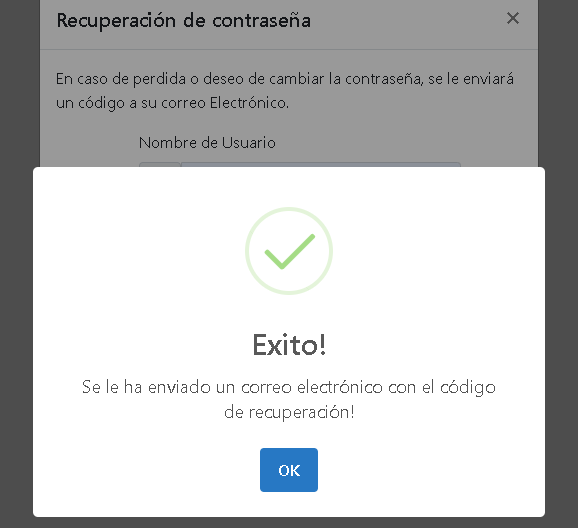 Recuperación de contraseña
×
En caso de perdida o deseo de cambiar la contraseña, se le enviará
un código a su correo Electrónico.
Nombre de Usuario
Exito!
Se le ha enviado un correo electrónico con el código
de recuperación!
OK